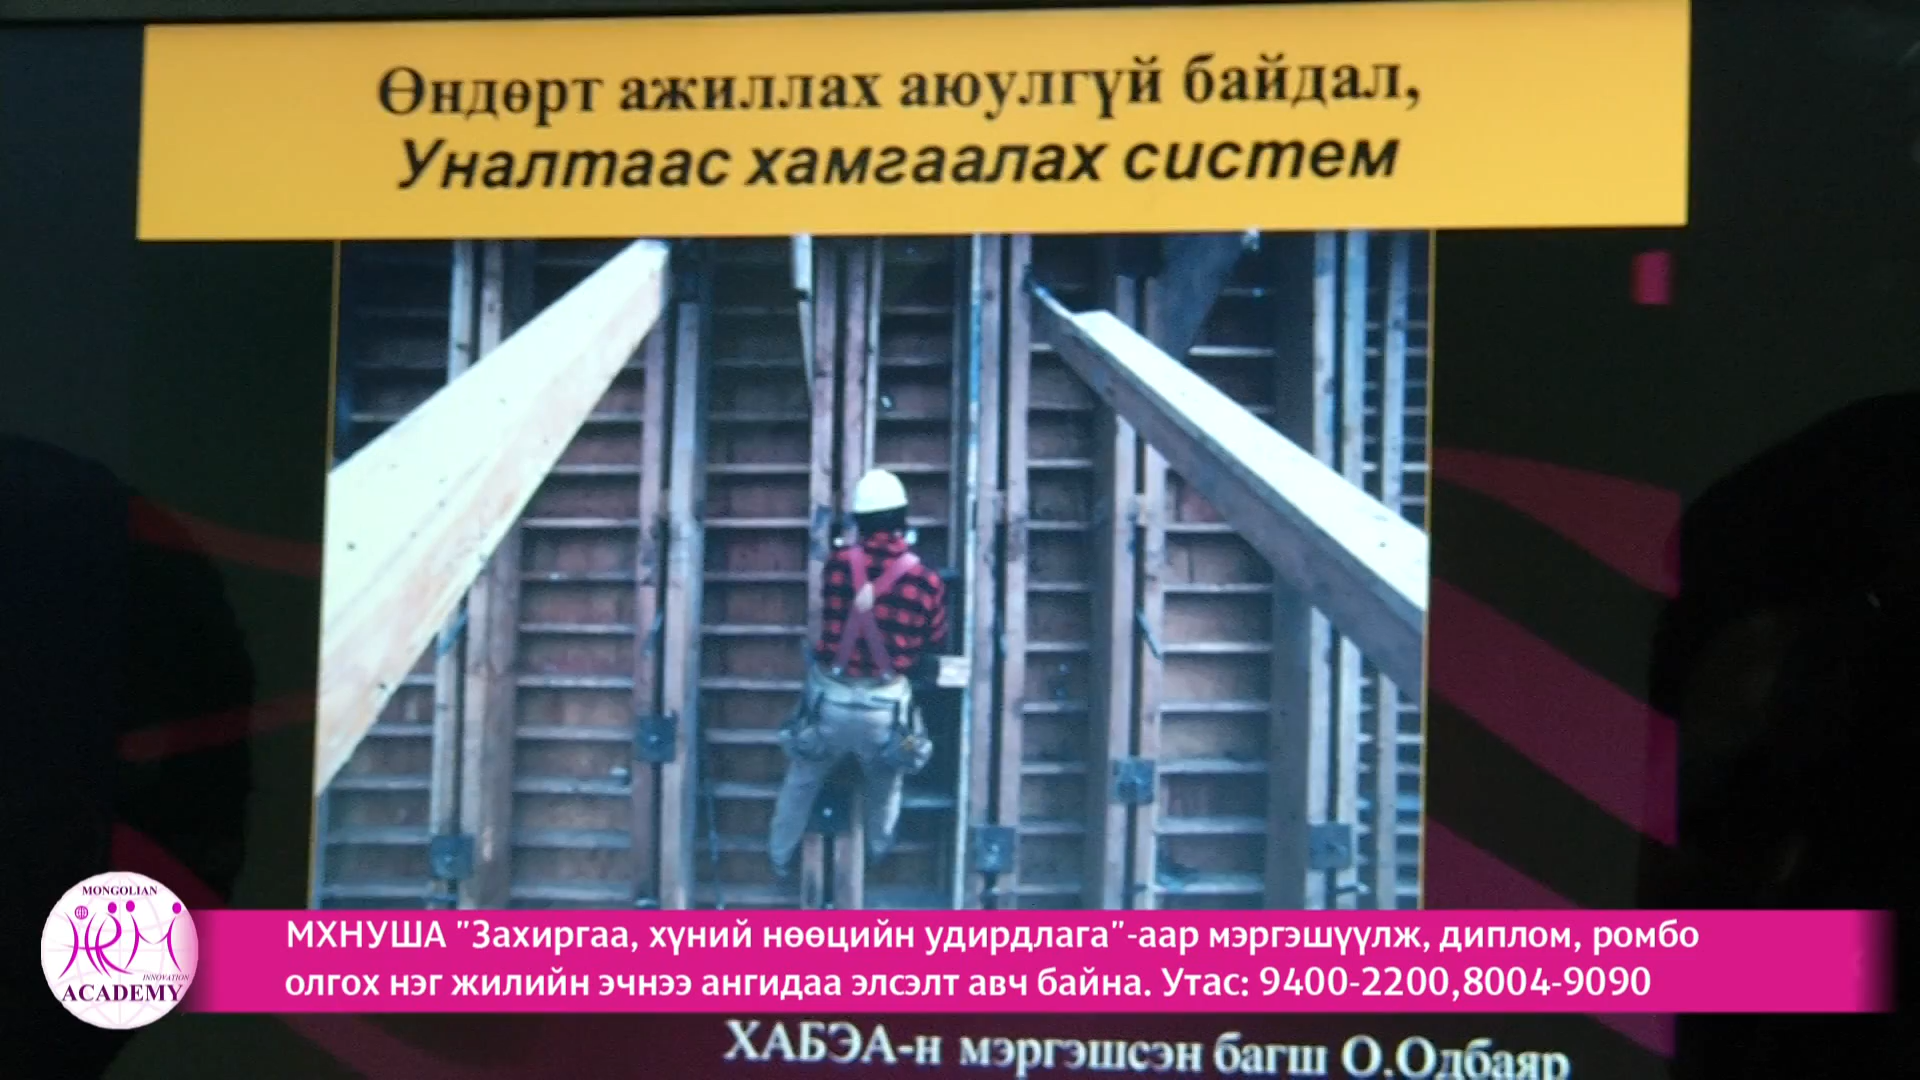 Өндөрт ажиллах аюулгүй байдал,
Уналтаас хамгаалах систем
MONGOLIAN
HRM
INNOVATION
ACADEMY
МХНУША "Захиргаа, хүний нөөцийн удирдлага"-аар мэргэшүүлж, диплом, ромбо
олгох нэг жилийн эчнээ ангидаа элсэлт авч байна. Утас: 9400-2200,8004-9090
ХАБЭА-н мэргэшсэн багш О.Одбаяр